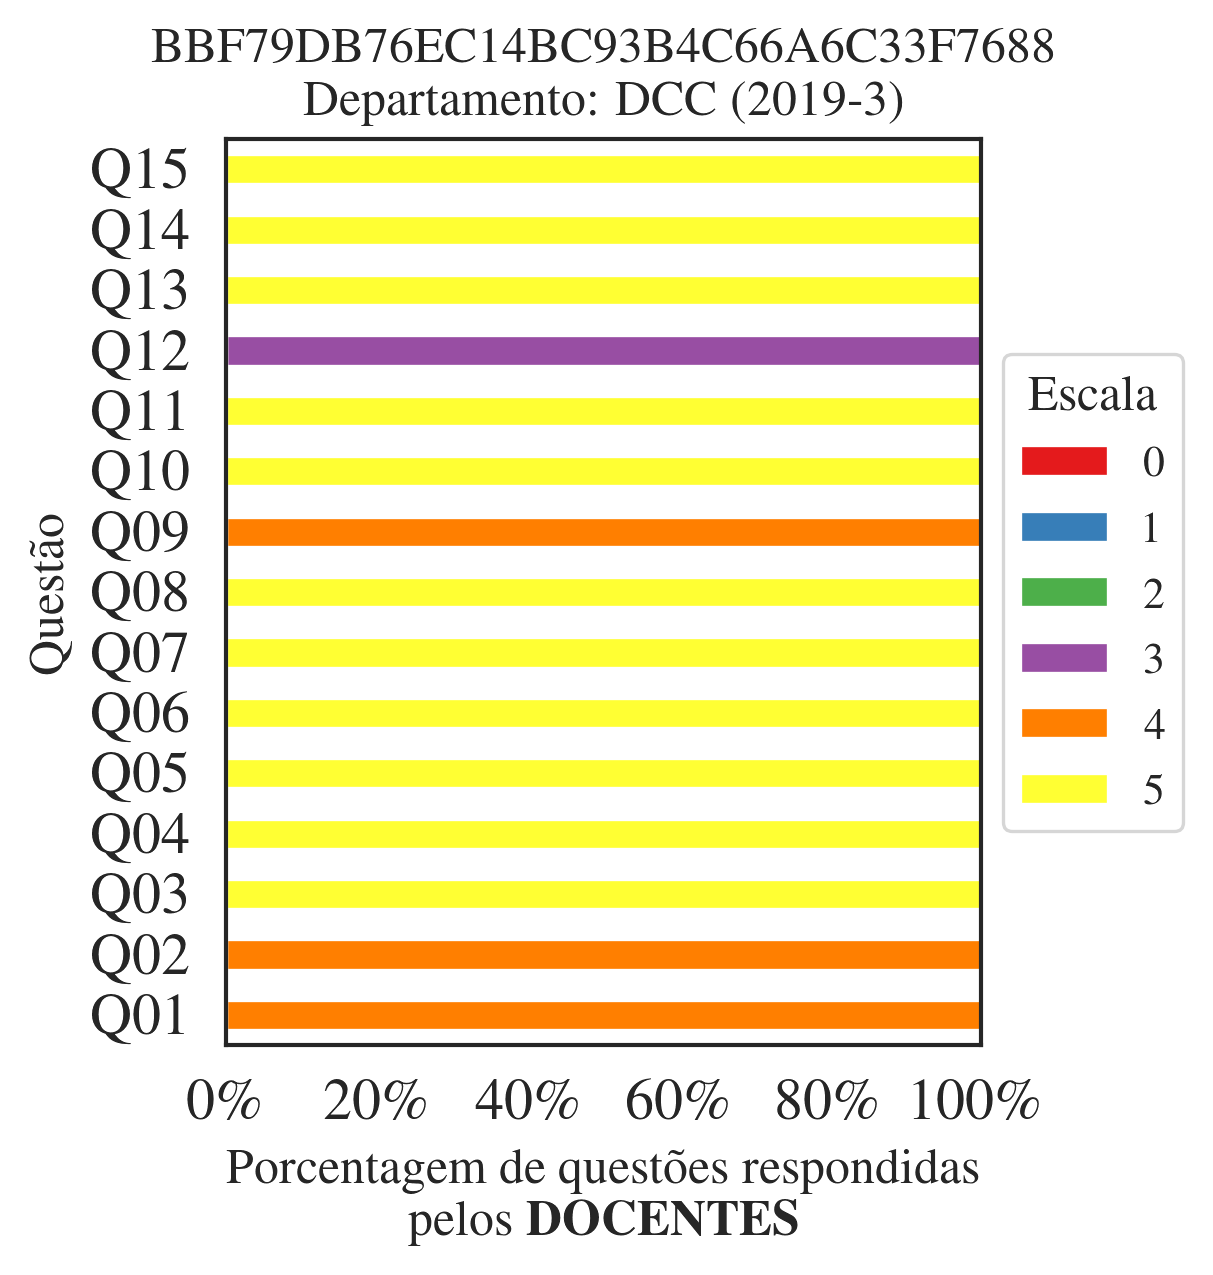 BBF79DB76EC14BC93B4C66A6C33F7688
Departamento: DCC (2019-3)
Q15
Q14
Q13
Q12
Q11
Q10
Q09
Q08
Q07
Q06
Q05
Q04
Q03
Q02
Q01
Questão
0% 20% 40% 60% 80% 100%
Porcentagem de questões respondidas
pelos DOCENTES
Escala
0
1
2
3
4
5